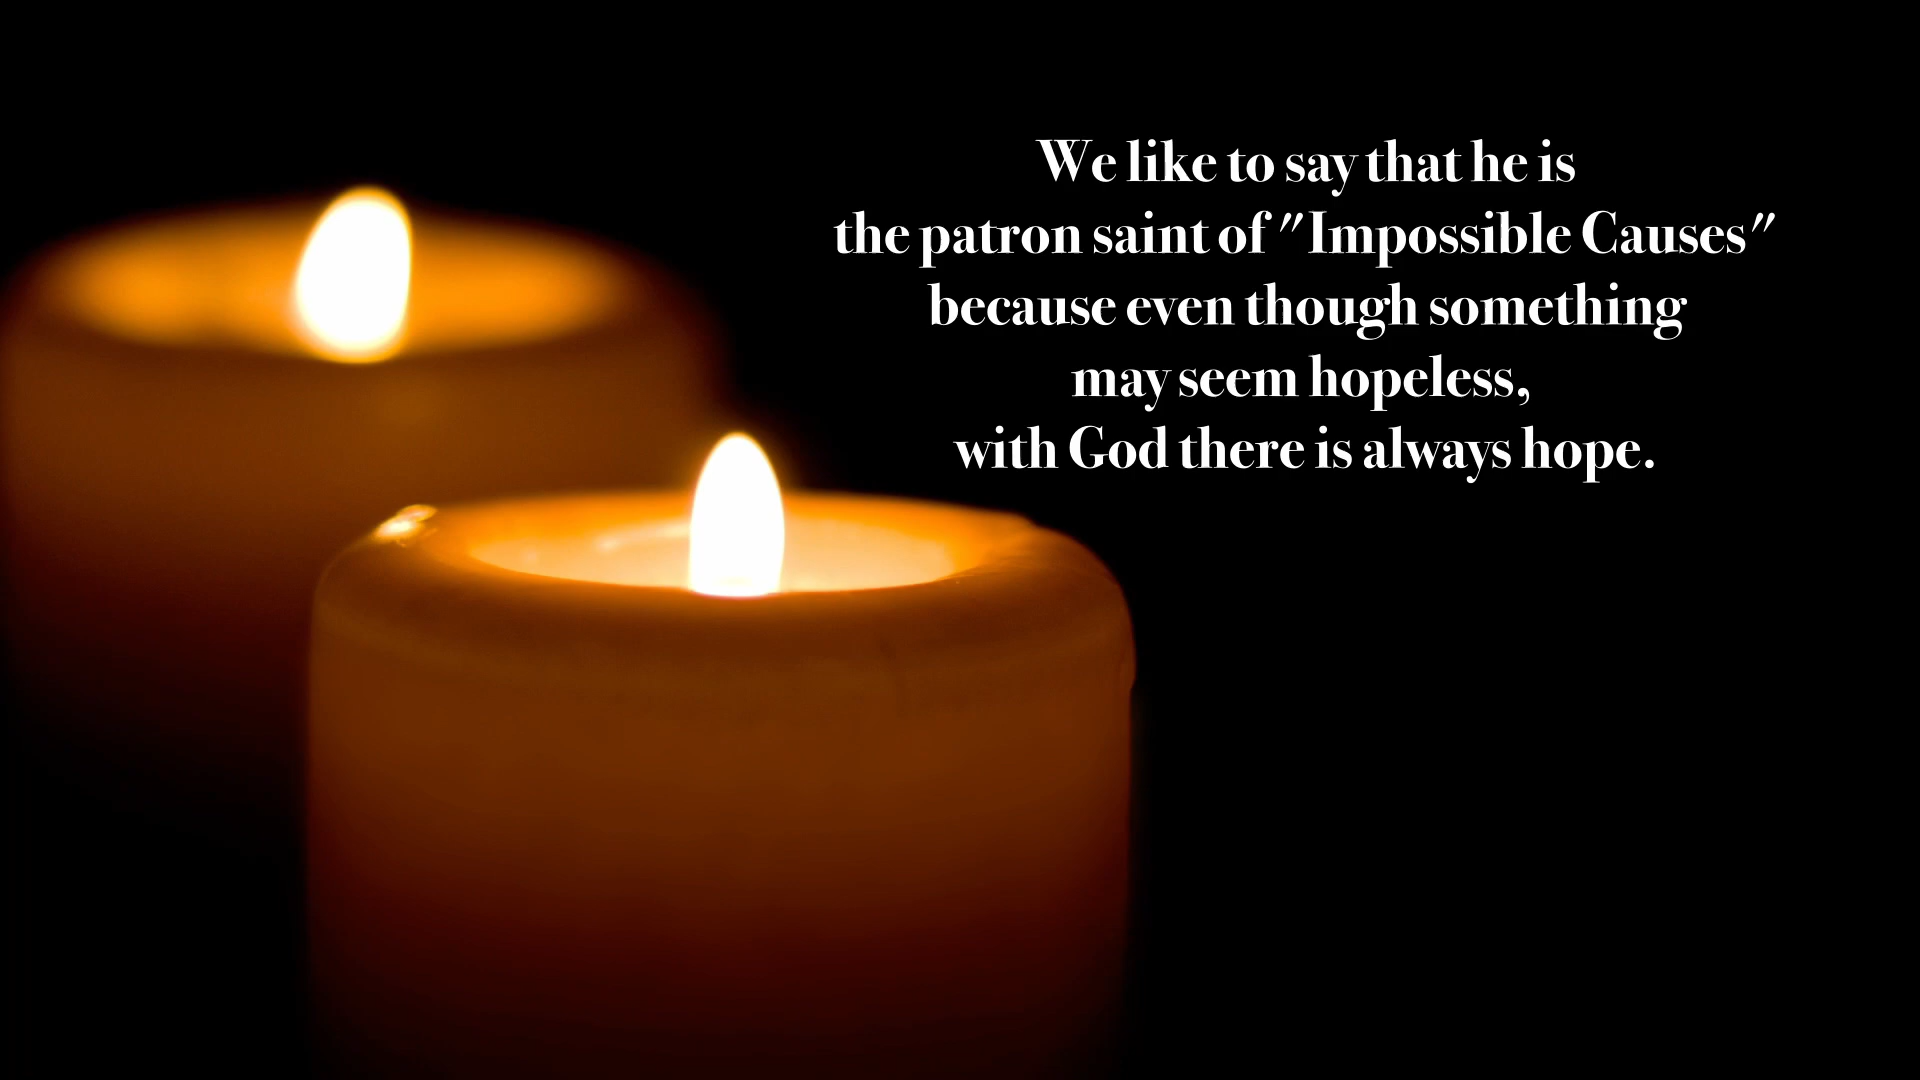 We like to say that he is
the patron saint of "Impossible Causes"
because even though something
may seem hopeless,
with God there is always hope.